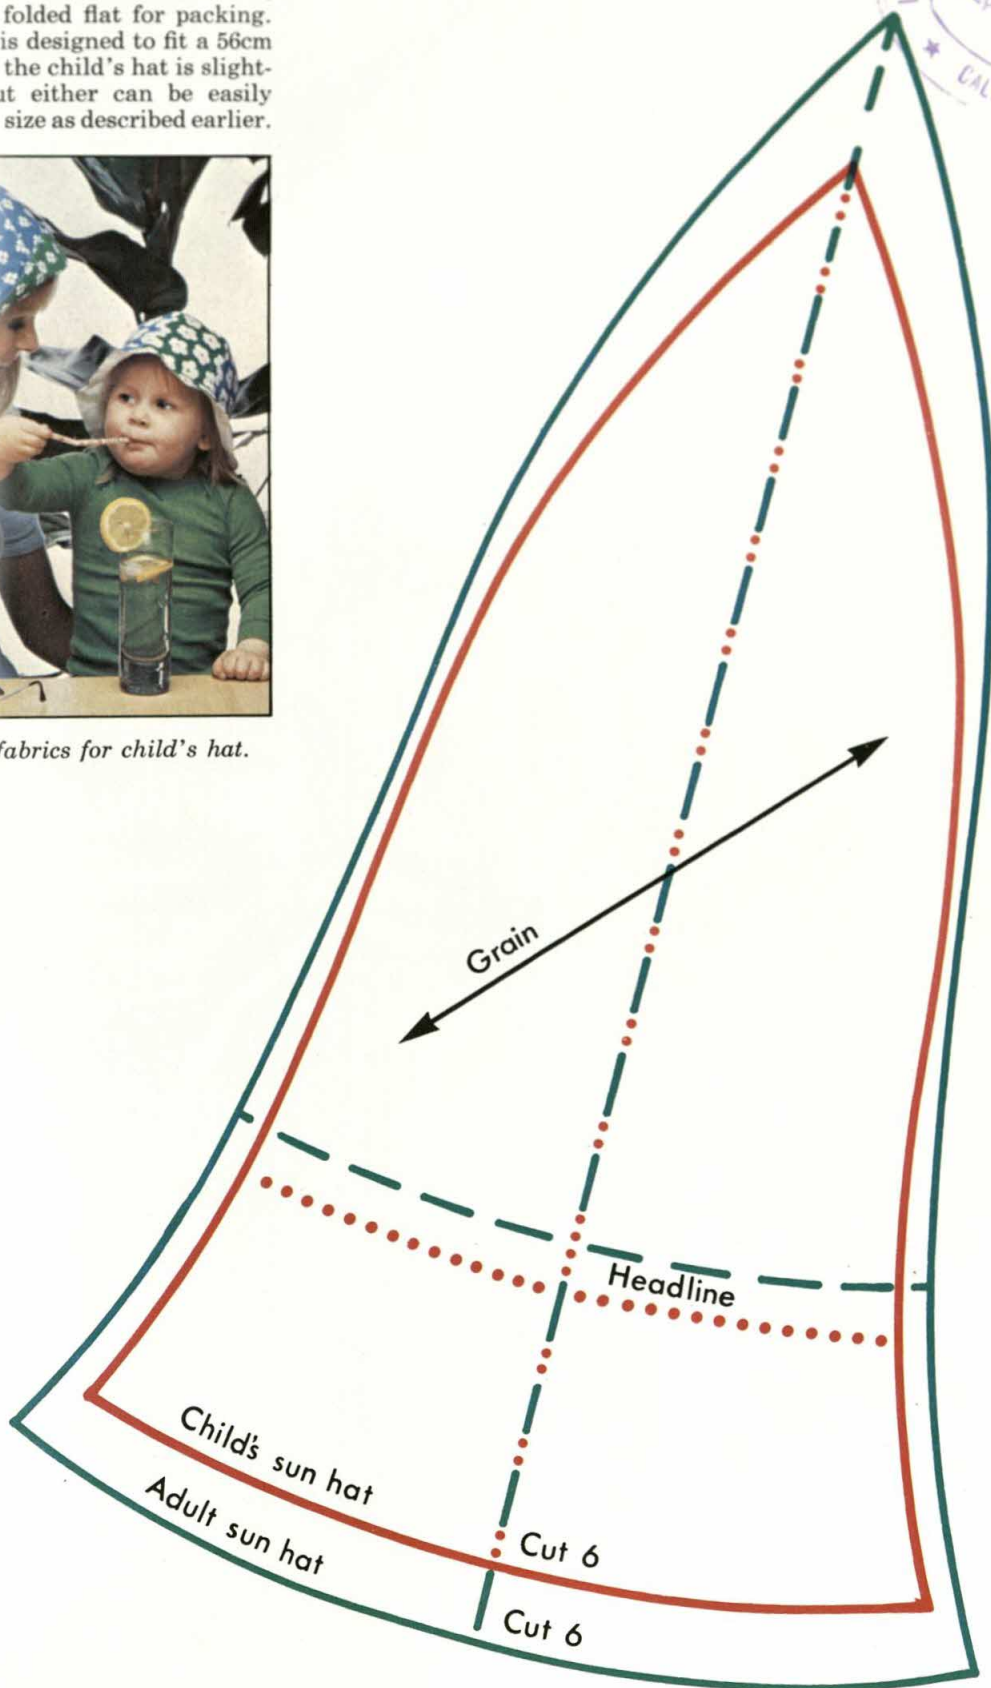 folded flat for packing.
is designed to fit a 56cm
the child's hat is slight-
ut either can be easily
size as described earlier.
fabrics for child's hat.
Grain
Headline
Child's sun hat
Adult sun hat
Cut 6
Cut 6
CAL